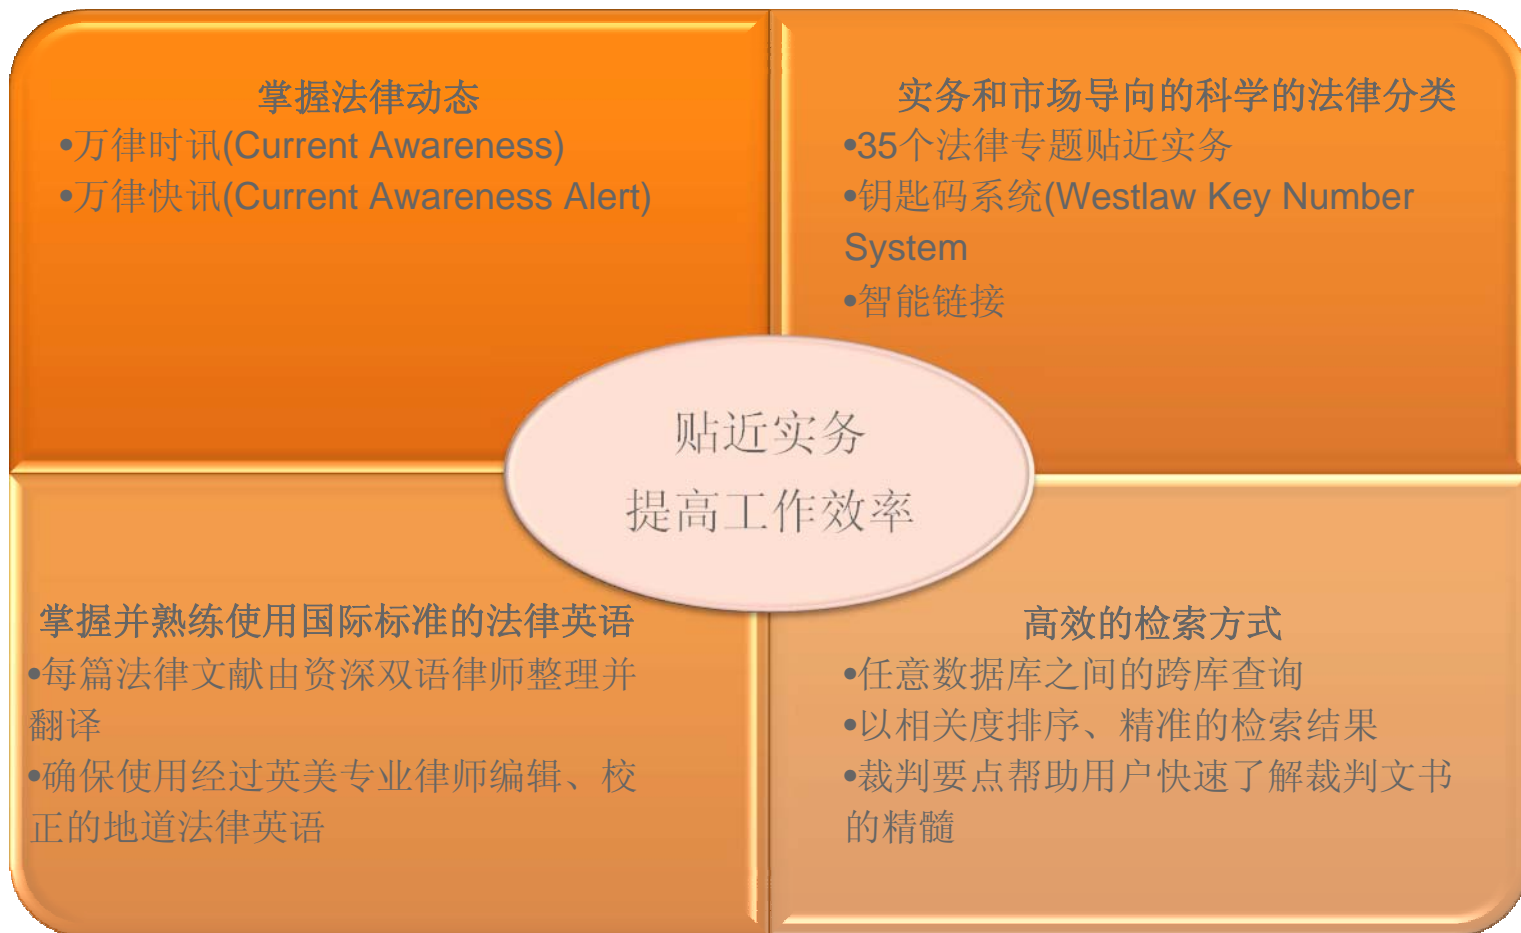 掌握法律动态
•万律时讯(Current Awareness)
•万律快讯(Current Awareness Alert)
实务和市场导向的科学的法律分类
•35个法律专题贴近实务
•钥匙码系统(Westlaw Key Number
System
•智能链接
贴近实务
提高工作效率
掌握并熟练使用国际标准的法律英语
•每篇法律文献由资深双语律师整理并
翻译
•确保使用经过英美专业律师编辑、校
正的地道法律英语
高效的检索方式
•任意数据库之间的跨库查询
•以相关度排序、精准的检索结果
•裁判要点帮助用户快速了解裁判文书
的精髓